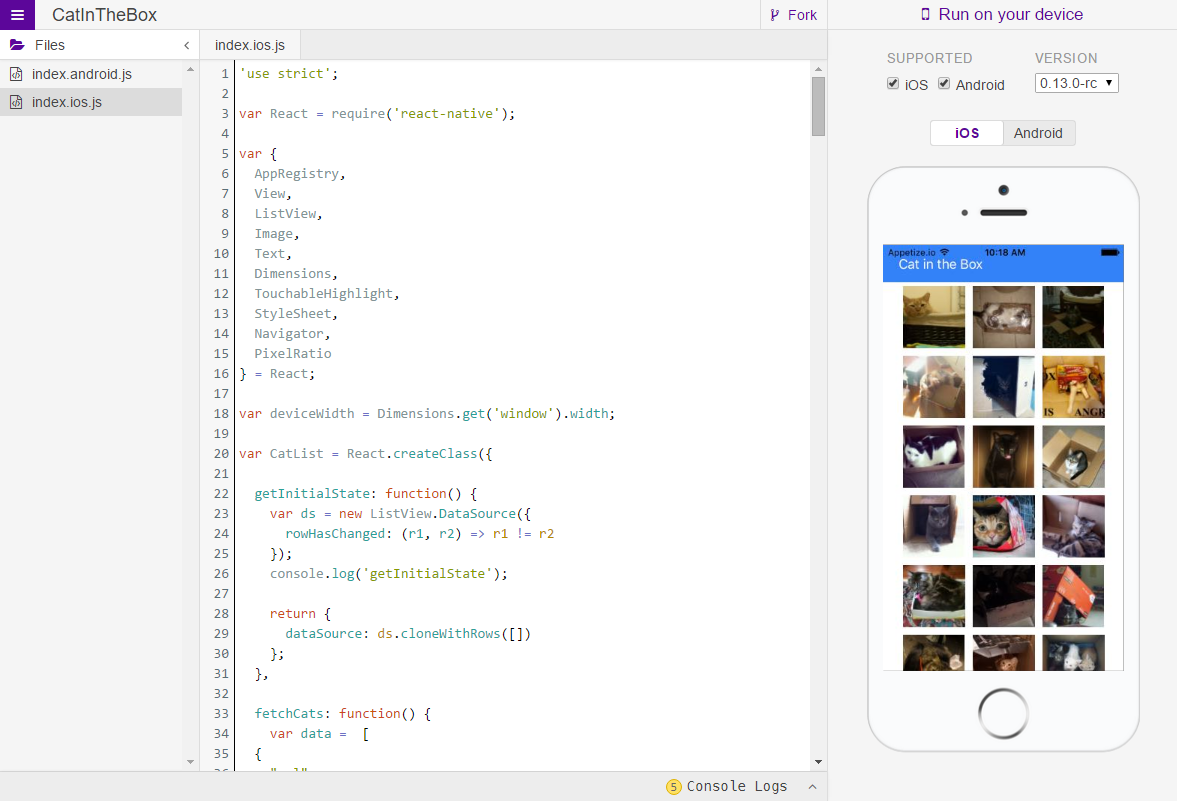 CatInTheBox
Fork
Run on your device
Files
index.ios.js
index.android.js
index.ios.js
1 'use strict';
2
3 var React = require('react-native');
4
5 var {
6 AppRegistry,
7 View,
8 ListView,
9 Image,
10 Text,
11 Dimensions,
12 TouchableHighlight,
13 StyleSheet,
14 Navigator,
15 PixelRatio
16 } = React;
17
18 var deviceWidth = Dimensions.get('window').width;
19
20 var CatList = React.createClass({
21
22 getInitialState: function() {
23 var ds = new ListView.DataSource({
24 rowHasChanged: (r1, r2) => r1 != r2
25 });
26 console.log('getInitialState');
27
28 return {
29 dataSource: ds.cloneWithRows([])
30 };
31 },
32
33 fetchCats: function() {
34 var data = [
35 {
5 Console Logs
SUPPORTED
iOS Android
VERSION
0.13.0-rc
iOS Android
Appetize.io 10:18 AM
Cat in the Box
IS ANGR